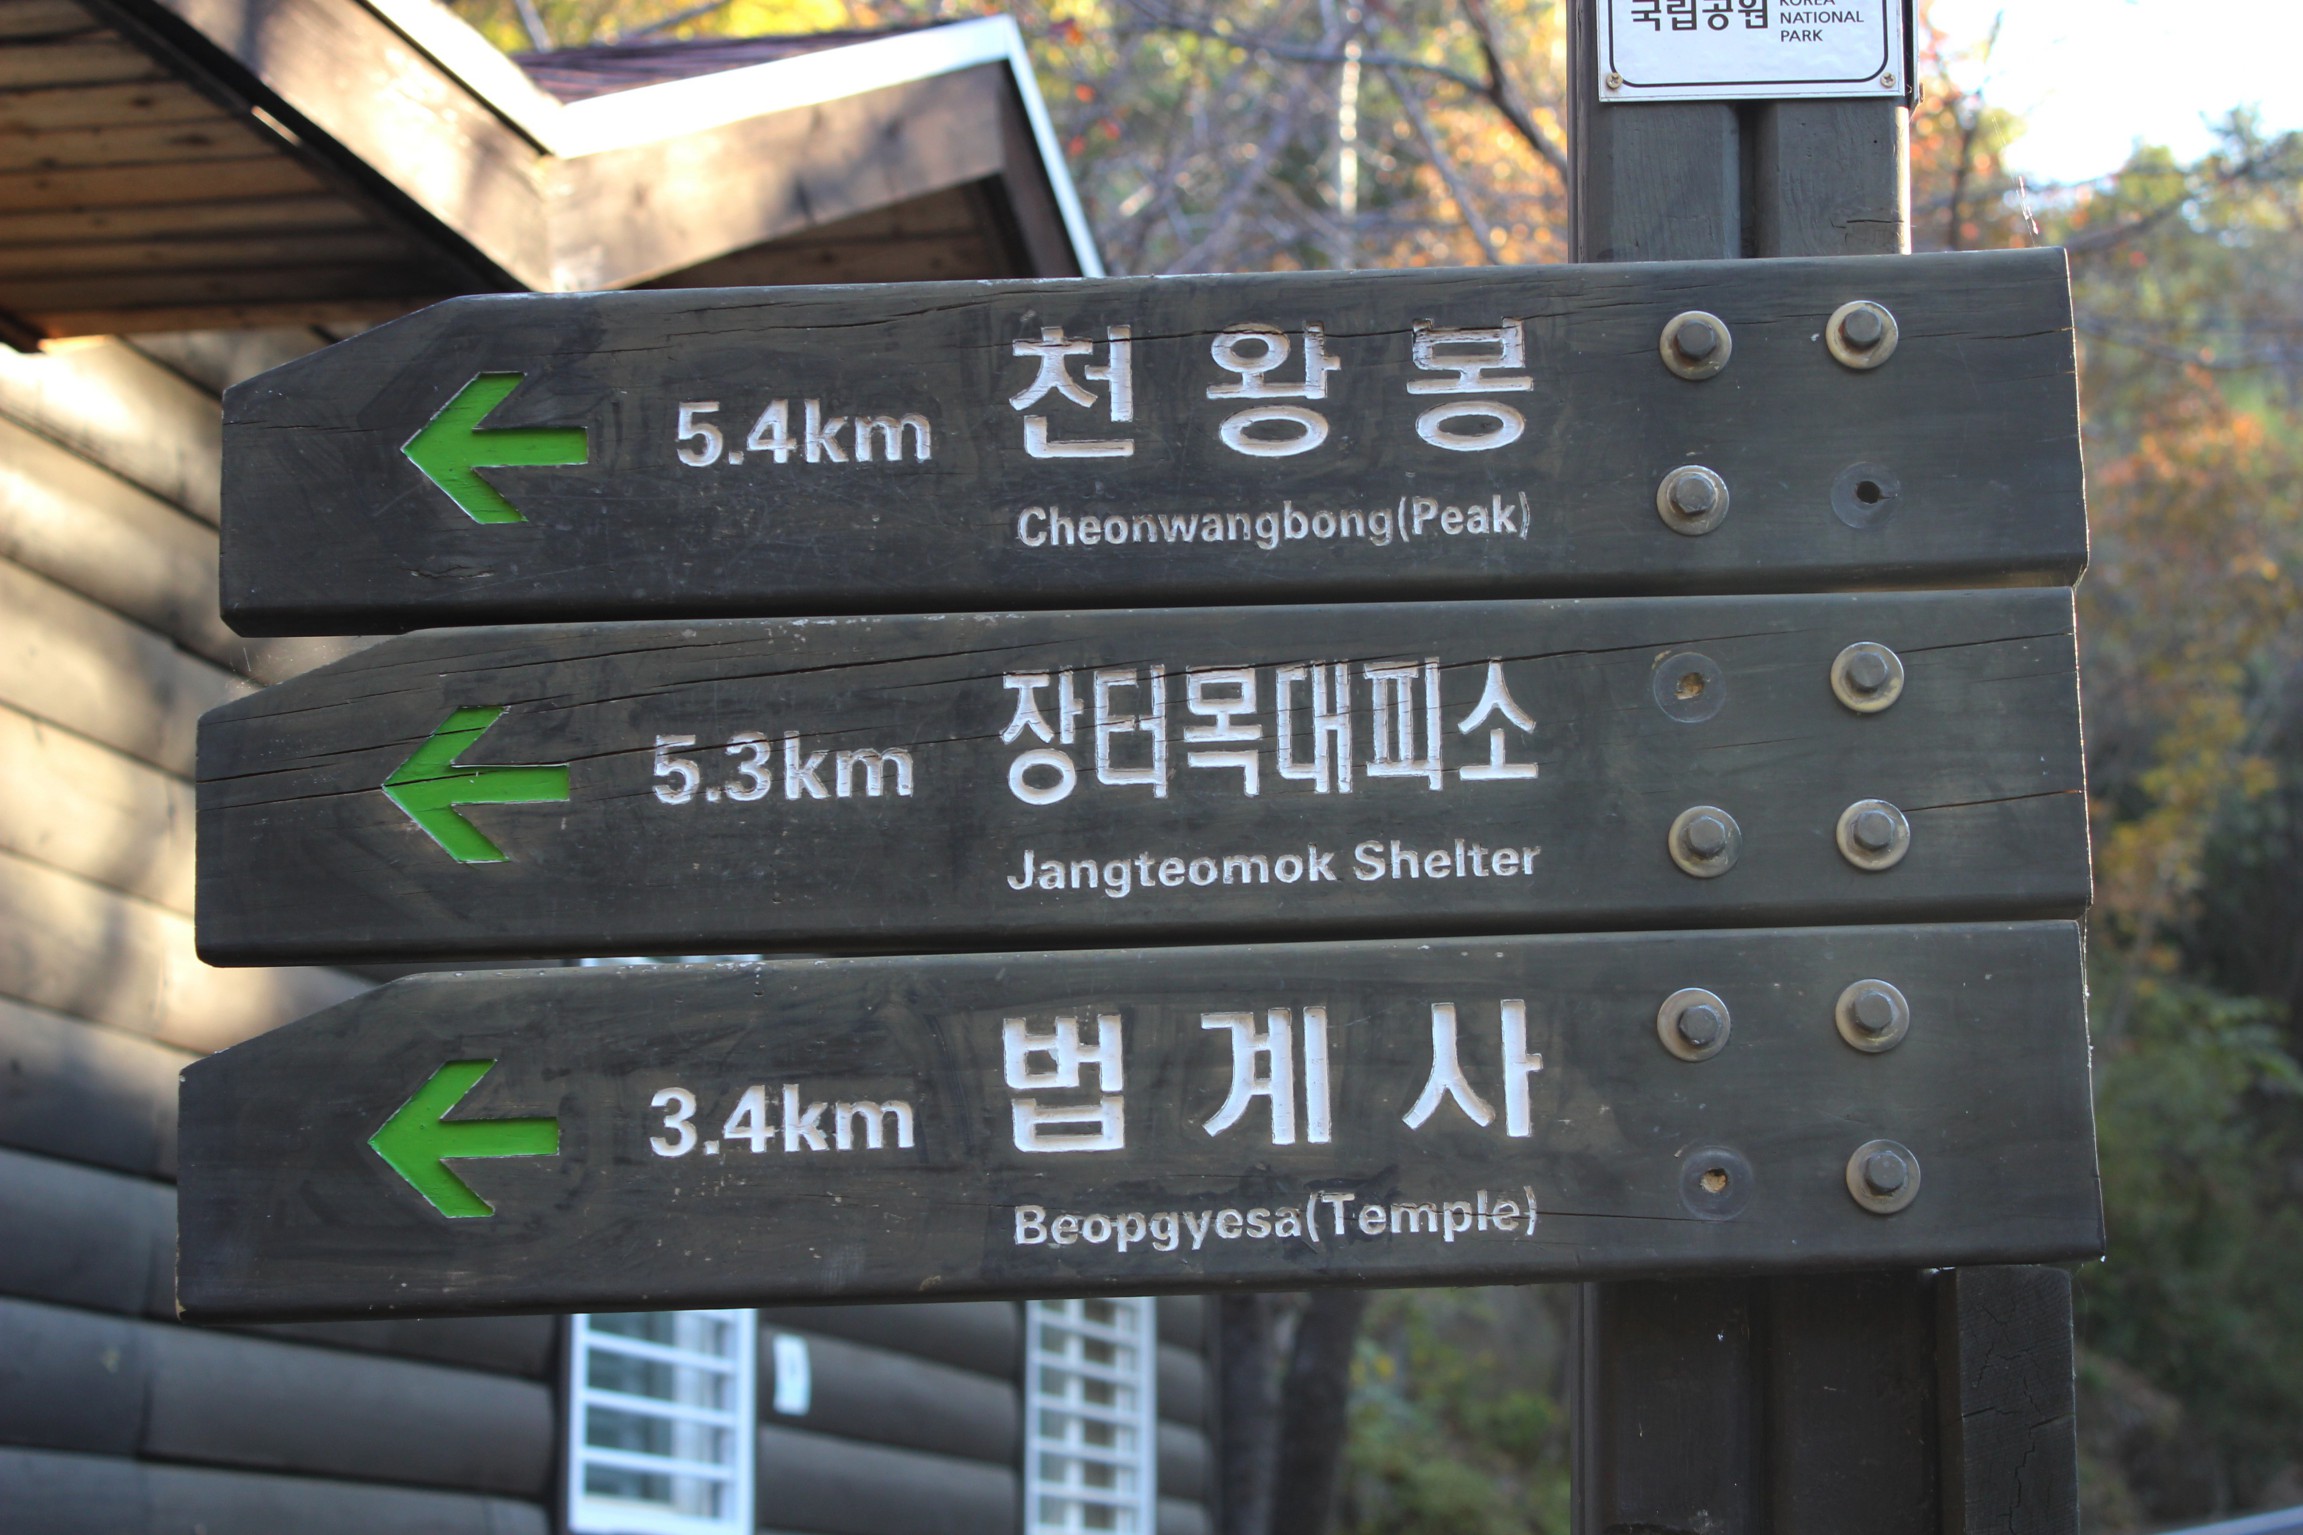 국립공원 KOREA
NATIONAL
PARK
5.4km 천왕봉
Cheonwangbong(Peak)
5.3km 장터목대피소
Jangteomok Shelter
3.4km 법계사
Beopgyesa(Temple)